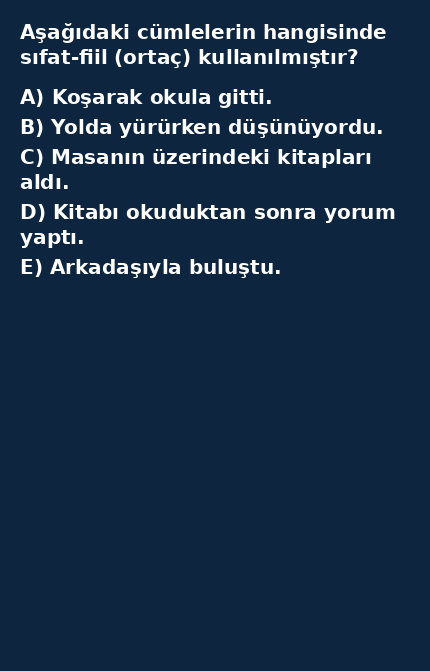 Aşağıdaki cümlelerin hangisinde
sıfat-fiil (ortaç) kullanılmıştır?
A) Koşarak okula gitti.
B) Yolda yürürken düşünüyordu.
C) Masanın üzerindeki kitapları
aldı.
D) Kitabı okuduktan sonra yorum
yaptı.
E) Arkadaşıyla buluştu.